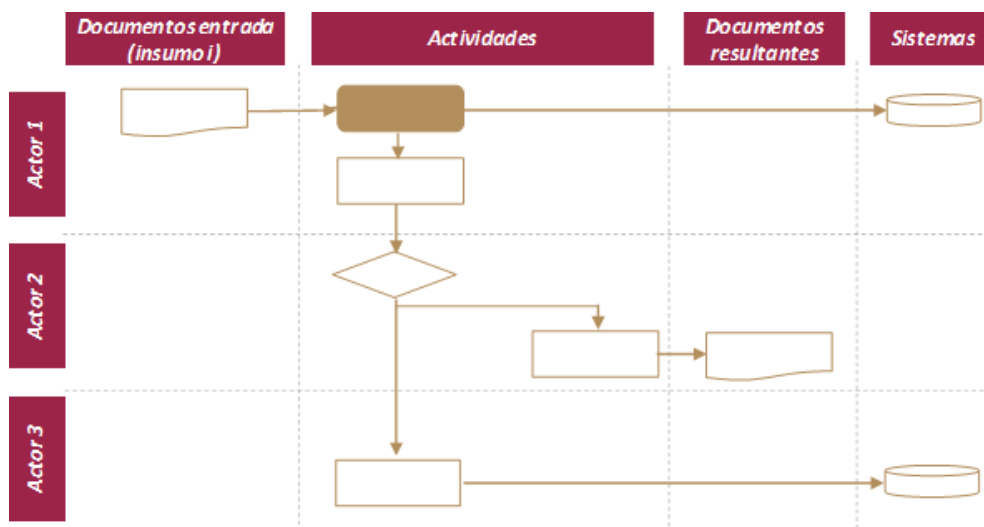 Documentos entrada
(insumo i)
Actividades
Documentos
resultantes
Sistemas
Actor 1
Actor 2
Actor 3